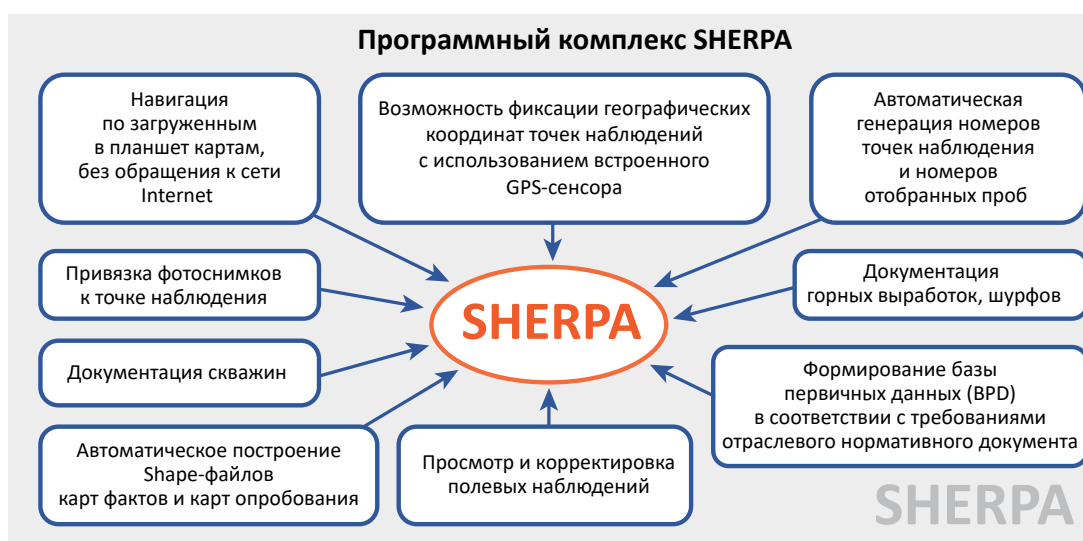 Программный комплекс SHERPA
Навигация
по загруженным
в планшет картам,
без обращения к сети
Internet
Возможность фиксации географических
координат точек наблюдений
с использованием встроенного
GPS-сенсора
Автоматическая
генерация номеров
точек наблюдения
и номеров
отобранных проб
Привязка фотоснимков
к точке наблюдения
SHERPA
Документация
горных выработок, шурфов
Документация скважин
Формирование базы
первичных данных (BPD)
в соответствии с требованиями
отраслевого нормативного документа
Автоматическое построение
Shape-файлов
карт фактов и карт опробования
Просмотр и корректировка
полевых наблюдений
SHERPA